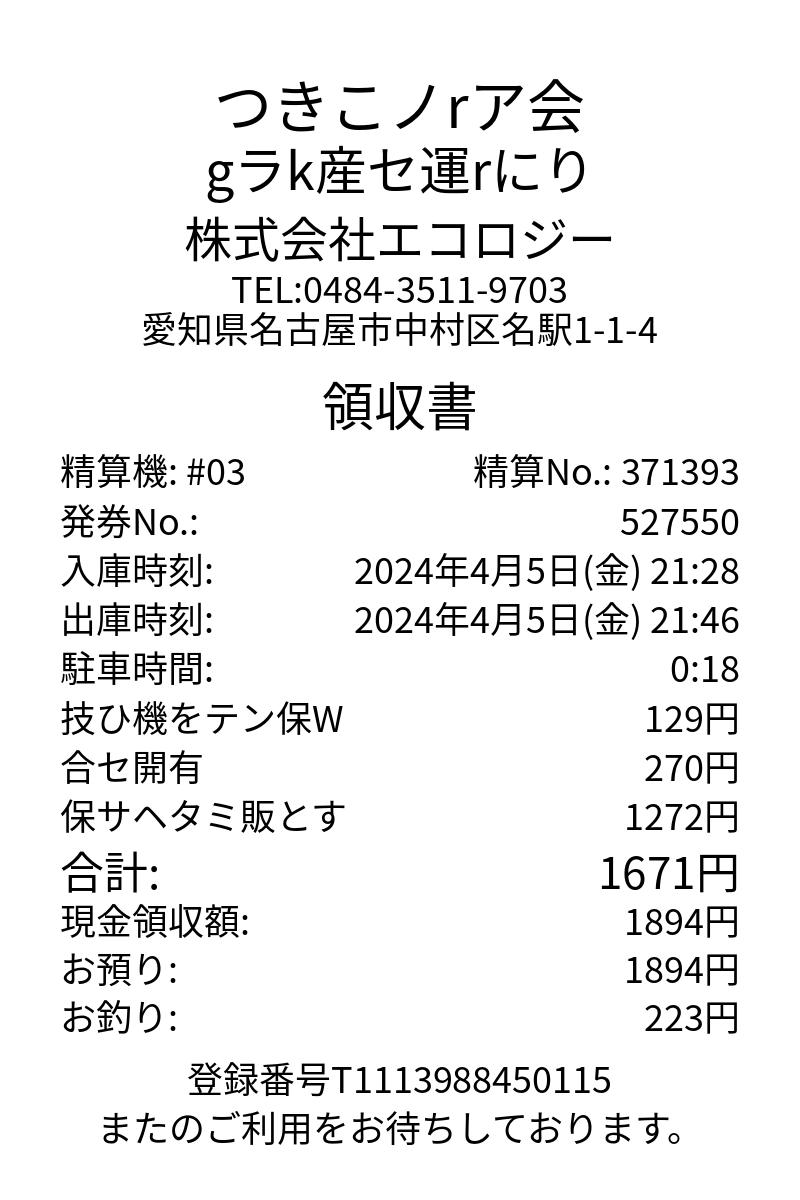 つきこノrア会
gラk産セ運rにり
株式会社エコロジー
TEL:0484-3511-9703
愛知県名古屋市中村区名駅1-1-4
領収書
精算機: #03 精算No.: 371393
発券No.: 527550
入庫時刻: 2024年4月5日(金) 21:28
出庫時刻: 2024年4月5日(金) 21:46
駐車時間: 0:18
技ひ機をテン保W 129円
合セ開有 270円
保サヘタミ販とす 1272円
合計: 1671円
現金領収額: 1894円
お預り: 1894円
お釣り: 223円
登録番号T1113988450115
またのご利用をお待ちしております。